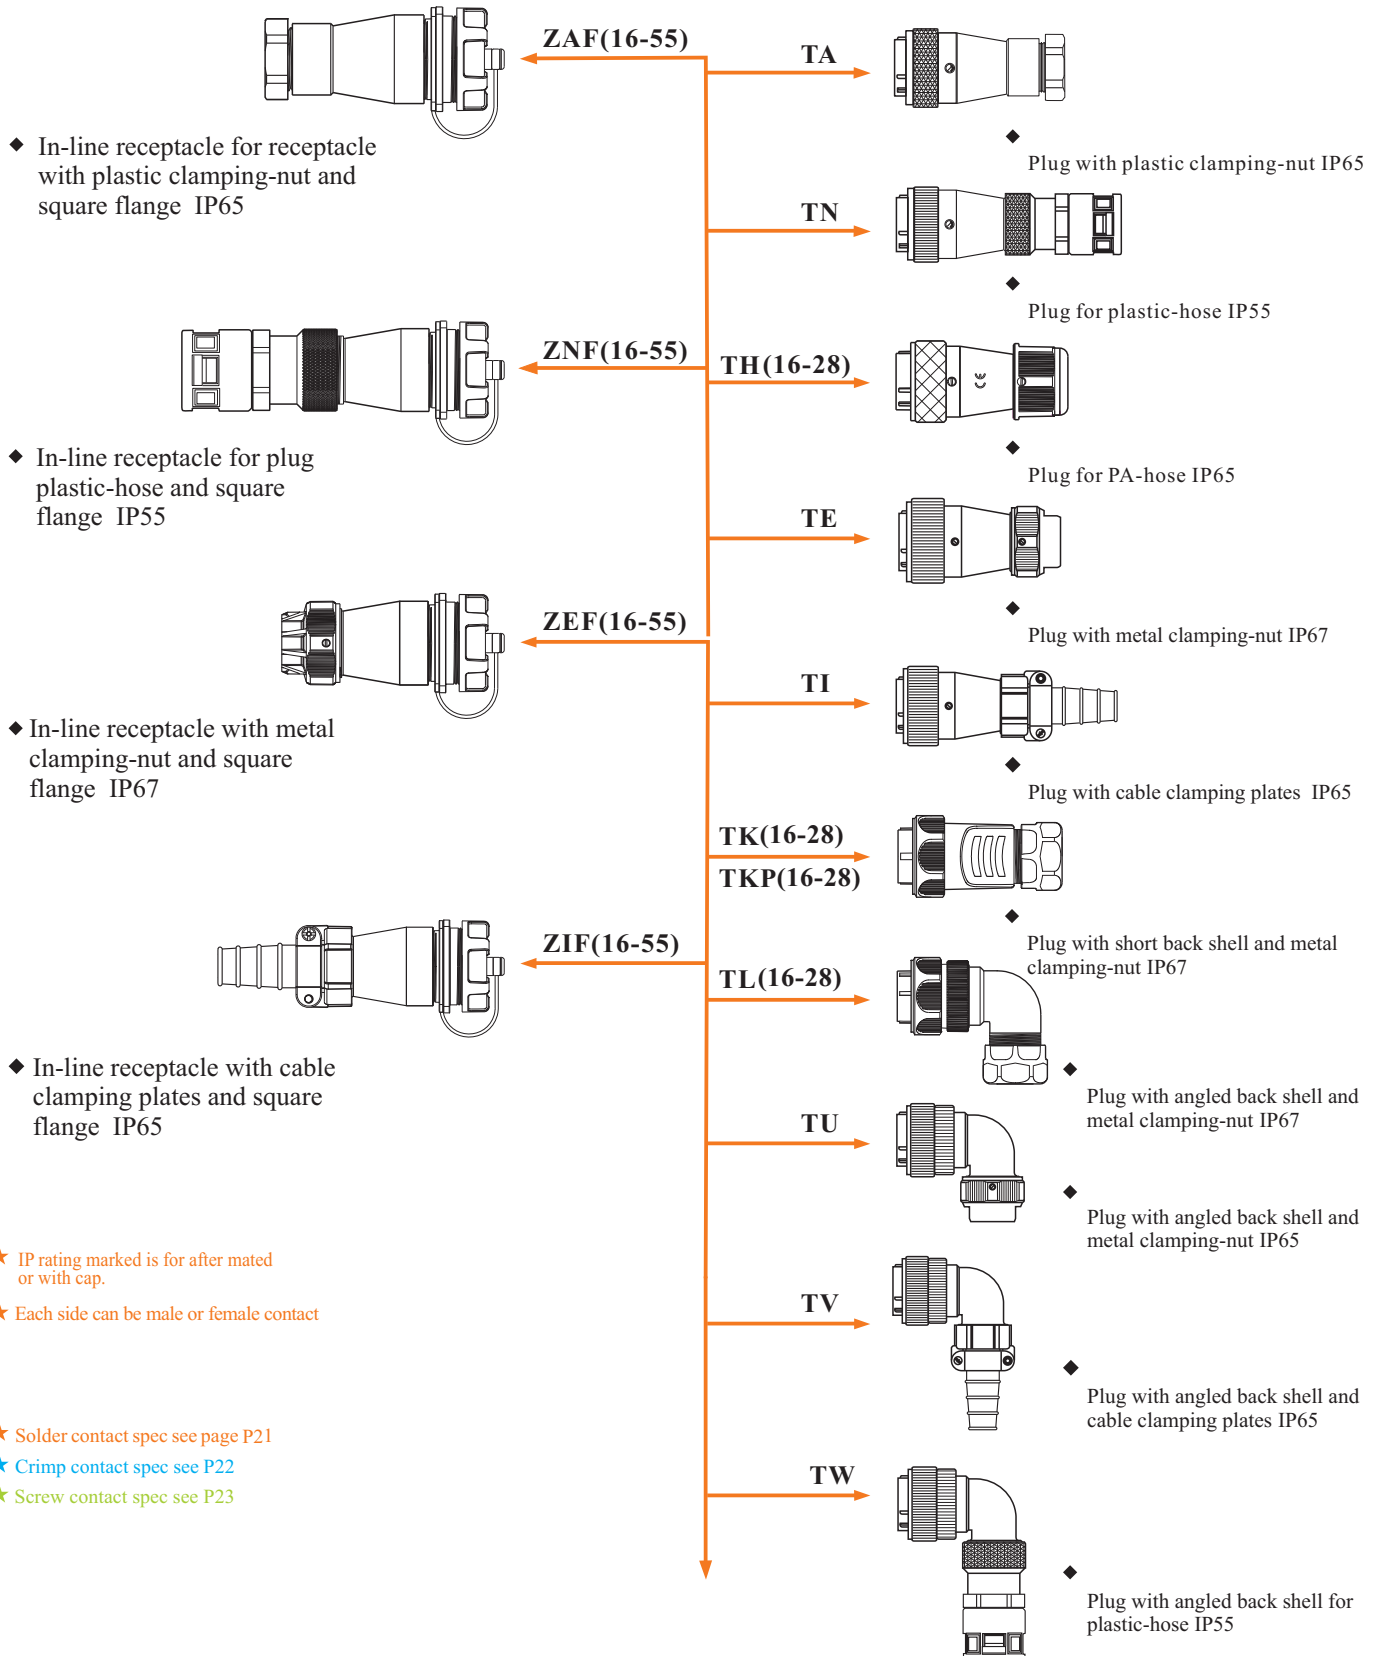 ZAF(16-55)
In-line receptacle for receptacle
with plastic clamping-nut and
square flange IP65
ZNF(16-55)
In-line receptacle for plug
plastic-hose and square
flange IP55
ZEF(16-55)
In-line receptacle with metal
clamping-nut and square
flange IP67
ZIF(16-55)
In-line receptacle with cable
clamping plates and square
flange IP65
★ IP rating marked is for after mated
or with cap.
★ Each side can be male or female contact
★ Solder contact spec see page P21
★ Crimp contact spec see P22
★ Screw contact spec see P23
TA
Plug with plastic clamping-nut IP65
TN
Plug for plastic-hose IP55
TH(16-28)
CE
Plug for PA-hose IP65
TE
Plug with metal clamping-nut IP67
TI
Plug with cable clamping plates IP65
TK(16-28)
TKP(16-28)
Plug with short back shell and metal
clamping-nut IP67
TL(16-28)
Plug with angled back shell and
metal clamping-nut IP67
TU
Plug with angled back shell and
metal clamping-nut IP65
TV
Plug with angled back shell and
cable clamping plates IP65
TW
Plug with angled back shell for
plastic-hose IP55